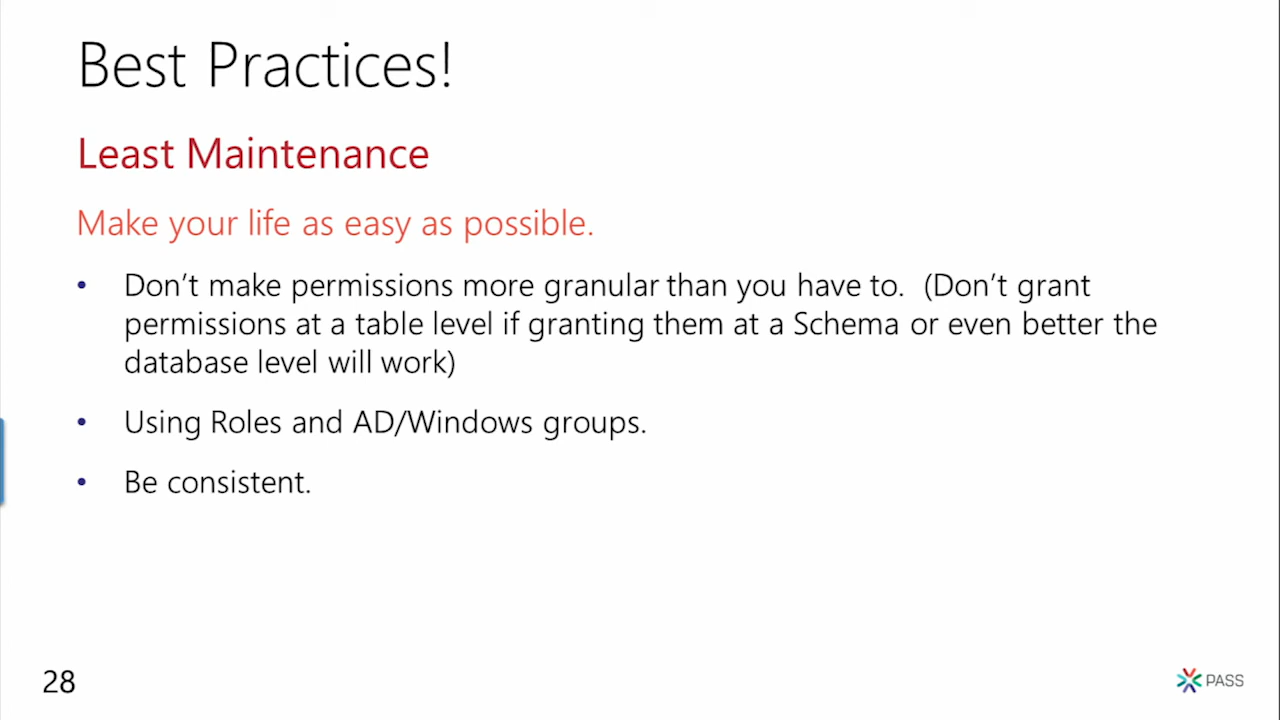 Best Practices!
Least Maintenance
Make your life as easy as possible.
• Don’t make permissions more granular than you have to.  (Don’t grant
permissions at a table level if granting them at a Schema or even better the
database level will work)
• Using Roles and AD/Windows groups.
• Be consistent.
28
PASS